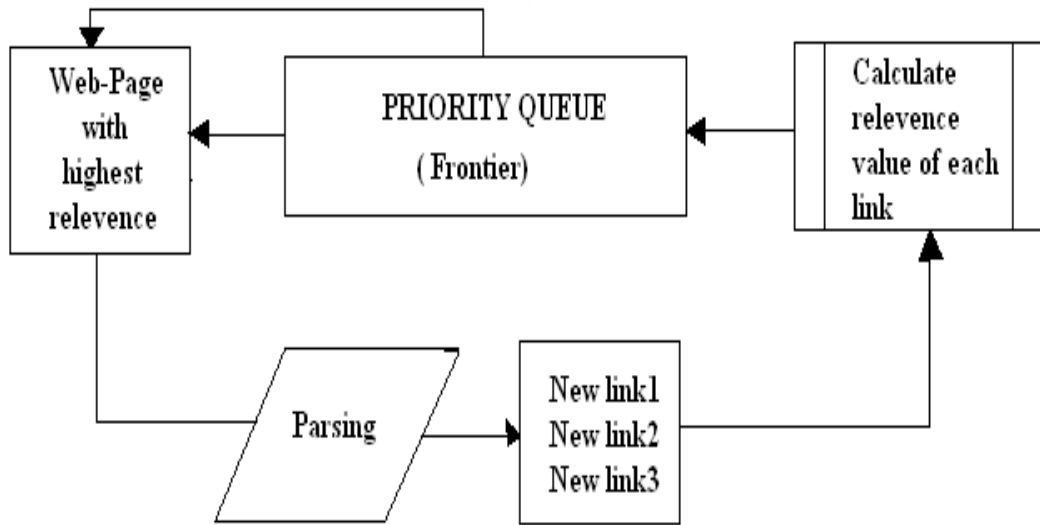 Web-Page
with
highest
relevence
PRIORITY QUEUE
( Frontier)
Calculate
relevence
value of each
link
Parsing
New link1
New link2
New link3